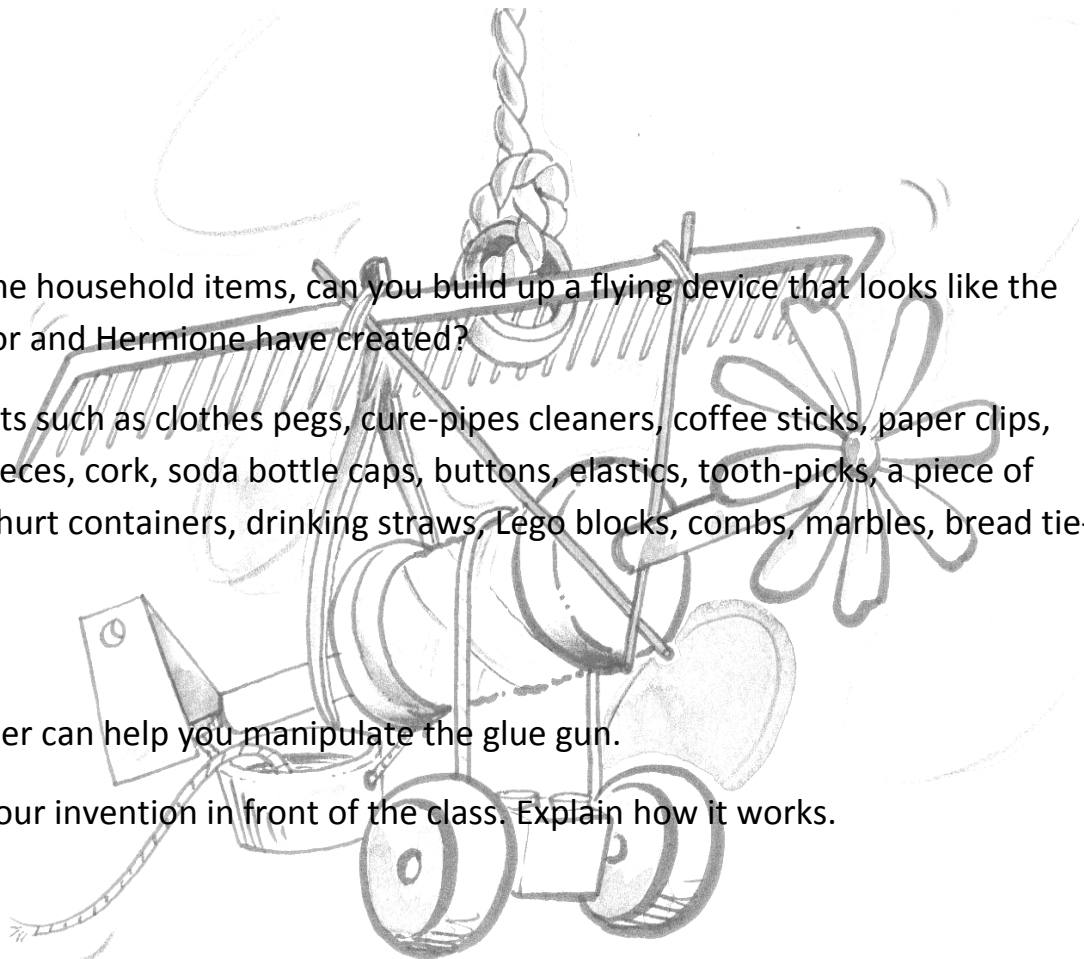 ne household items, can you build up a flying device that looks like the
or and Hermione have created?
ts such as clothes pegs, cure-pipes cleaners, coffee sticks, paper clips,
eces, cork, soda bottle caps, buttons, elastics, tooth-picks, a piece of
hurt containers, drinking straws, Lego blocks, combs, marbles, bread tie-
er can help you manipulate the glue gun.
our invention in front of the class. Explain how it works.